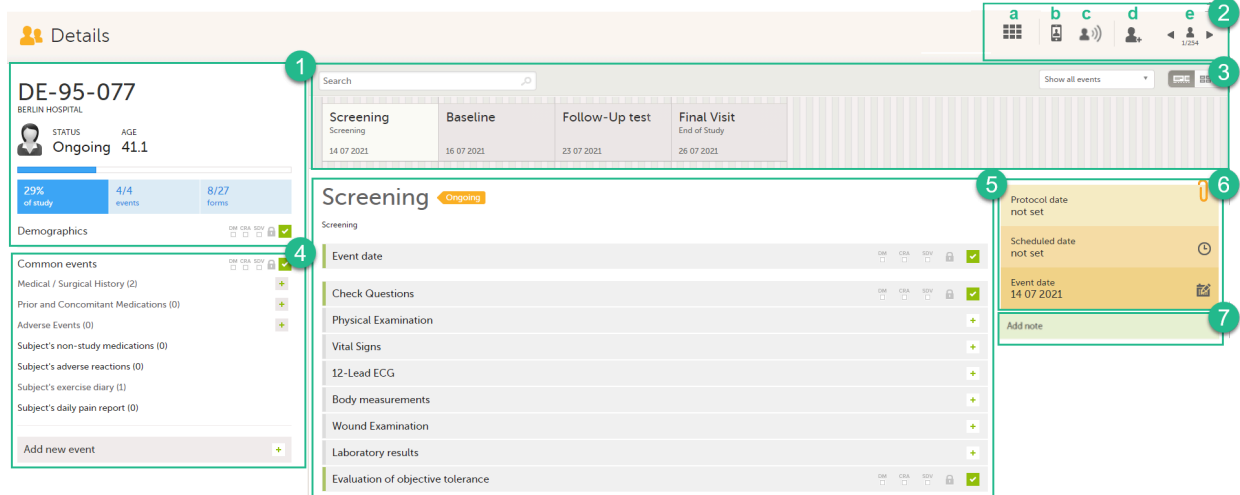 Details
a b c d e 2
1/254
1
DE-95-077
BERLIN HOSPITAL
STATUS AGE
Ongoing 41.1
29% 4/4 8/27
of study events forms
Demographics DM CRA SDV
3
Search Show all events
Screening Baseline Follow-Up test Final Visit
Screening End of Study
14 07 2021 16 07 2021 23 07 2021 26 07 2021
4
Common events DM CRA SDV
Medical / Surgical History (2) +
Prior and Concomitant Medications (0) +
Adverse Events (0) +
Subject's non-study medications (0)
Subject's adverse reactions (0)
Subject's exercise diary (1)
Subject's daily pain report (0)
Add new event +
5
Screening Ongoing
Screening
Event date DM CRA SDV
Check Questions DM CRA SDV
Physical Examination +
Vital Signs +
12-Lead ECG +
Body measurements +
Wound Examination +
Laboratory results +
Evaluation of objective tolerance DM CRA SDV
6
Protocol date
not set
Scheduled date
not set
Event date
14 07 2021
7
Add note